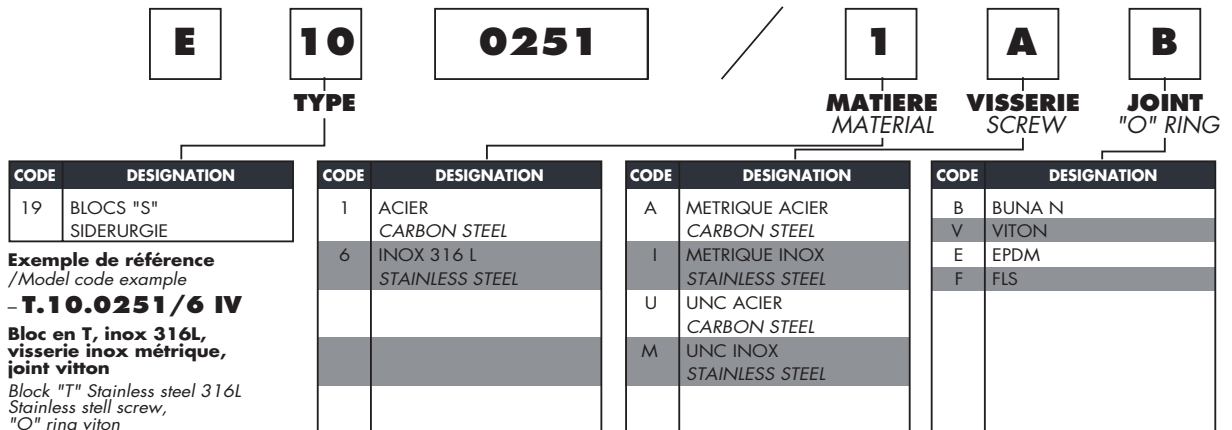 E 10 0251 / 1 A B
TYPE
MATIERE
MATERIAL
VISSERIE
SCREW
JOINT
"O" RING
CODE DESIGNATION
19 BLOCS "S"
SIDERURGIE
Exemple de référence
/Model code example
– T.10.0251/6 IV
Bloc en T, inox 316L,
visserie inox métrique,
joint vitton
Block "T" Stainless steel 316L
Stainless stell screw,
"O" ring viton
CODE DESIGNATION
1 ACIER
CARBON STEEL
6 INOX 316 L
STAINLESS STEEL
CODE DESIGNATION
A METRIQUE ACIER
CARBON STEEL
I METRIQUE INOX
STAINLESS STEEL
U UNC ACIER
CARBON STEEL
M UNC INOX
STAINLESS STEEL
CODE DESIGNATION
B BUNA N
V VITON
E EPDM
F FLS